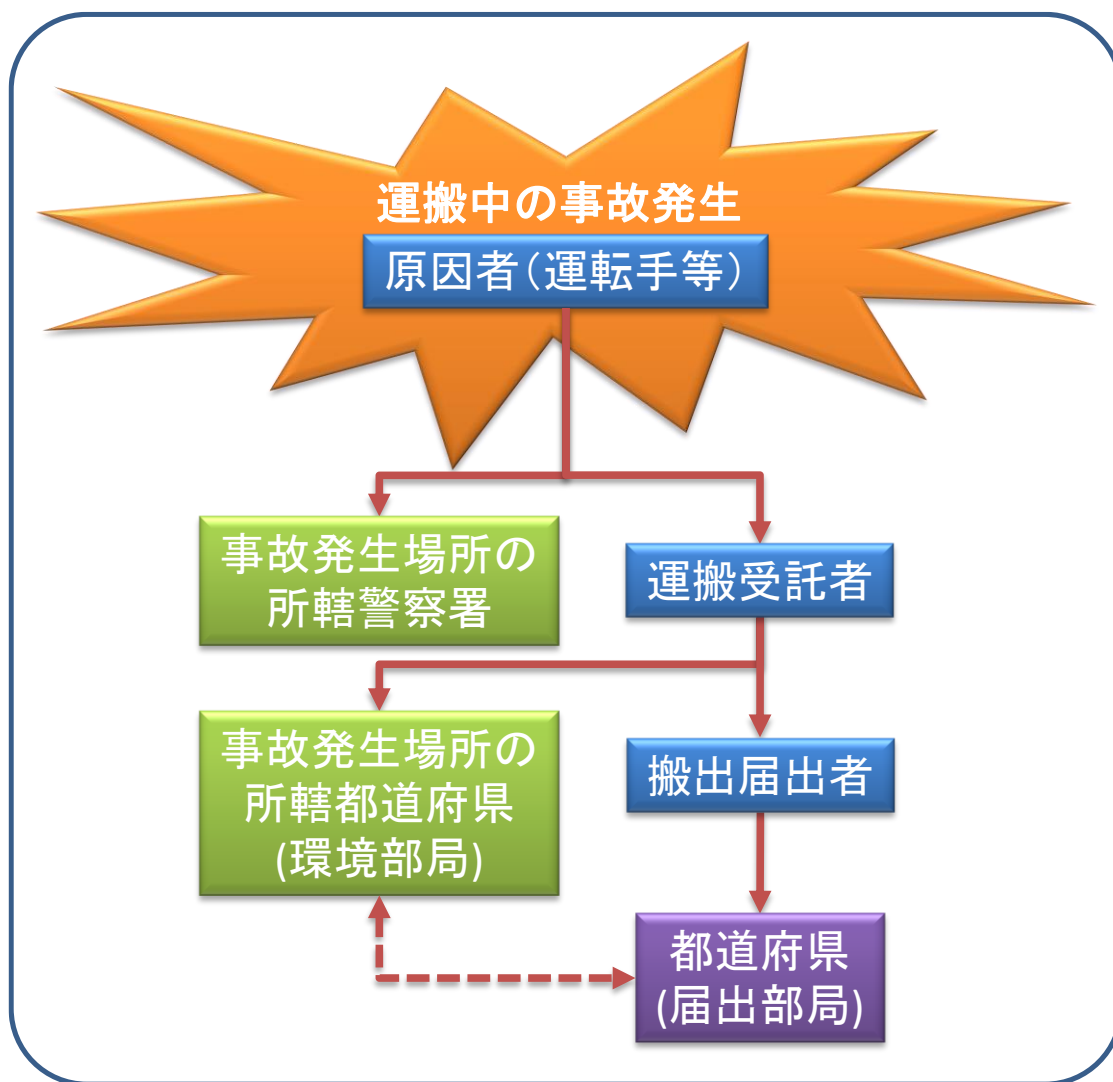 運搬中の事故発生
原因者(運転手等)
事故発生場所の
所轄警察署
運搬受託者
事故発生場所の
所轄都道府県
(環境部局)
搬出届出者
都道府県
(届出部局)